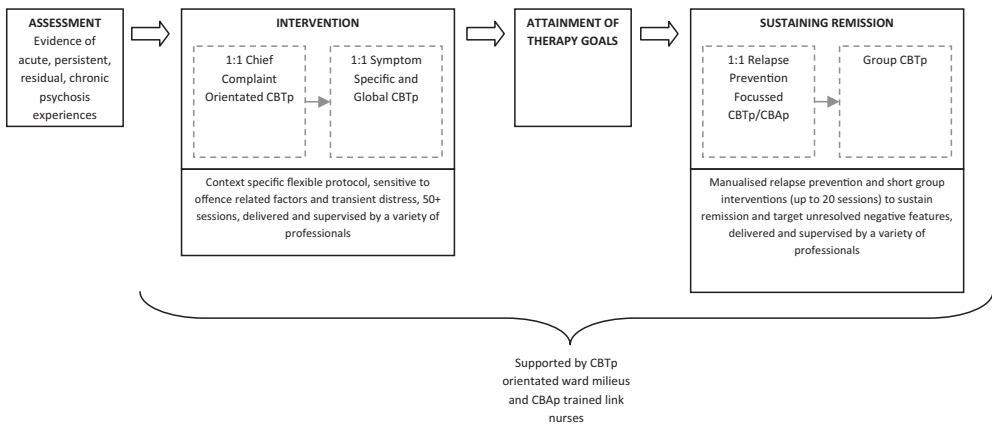 ASSESSMENT
Evidence of
acute, persistent,
residual, chronic
psychosis
experiences
INTERVENTION
1:1 Chief
Complaint
Orientated CBTp
1:1 Symptom
Specific and
Global CBTp
Context specific flexible protocol, sensitive to
offence related factors and transient distress, 50+
sessions, delivered and supervised by a variety of
professionals
ATTAINMENT OF
THERAPY GOALS
SUSTAINING REMISSION
1:1 Relapse
Prevention
Focussed
CBTp/CBAp
Group CBTp
Manualised relapse prevention and short group
interventions (up to 20 sessions) to sustain
remission and target unresolved negative features,
delivered and supervised by a variety of
professionals
Supported by CBTp
orientated ward milieus
and CBAp trained link
nurses